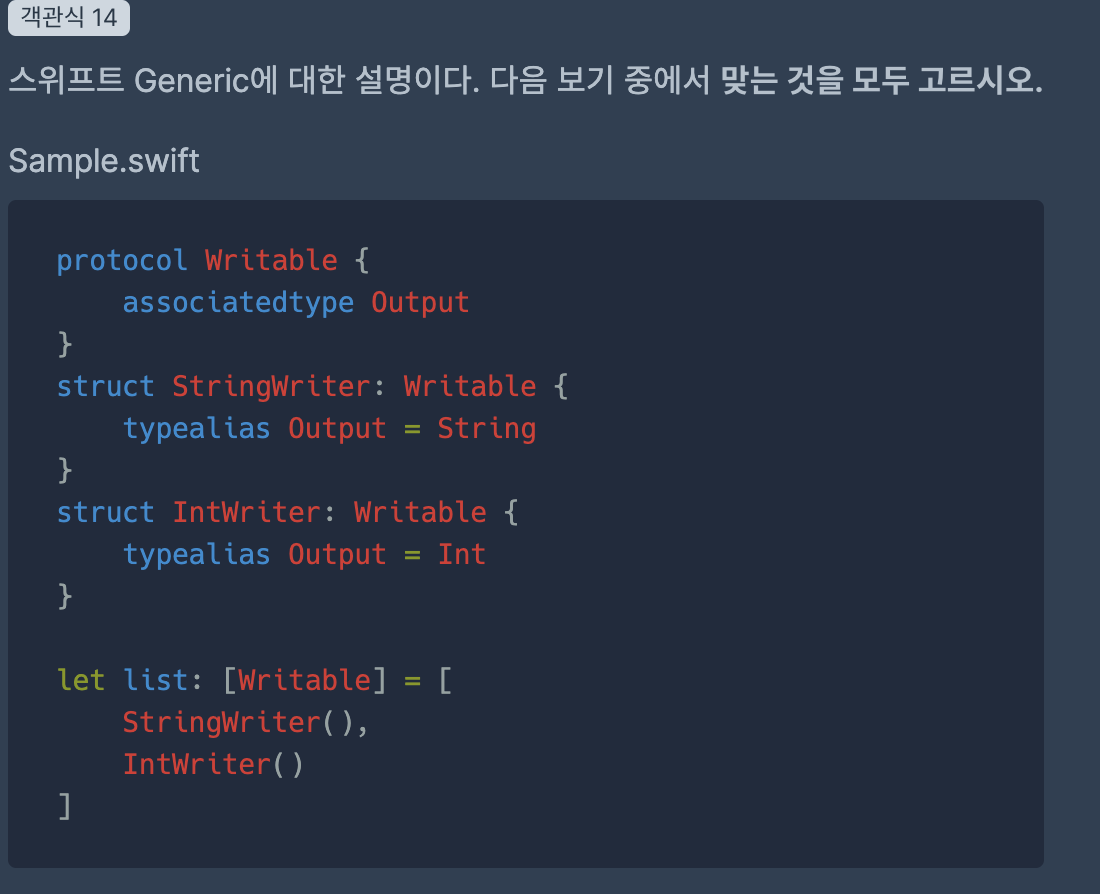 객관식 14
스위프트 Generic에 대한 설명이다. 다음 보기 중에서 맞는 것을 모두 고르시오.
Sample.swift
protocol Writable {
    associatedtype Output
}
struct StringWriter: Writable {
    typealias Output = String
}
struct IntWriter: Writable {
    typealias Output = Int
}
let list: [Writable] = [
    StringWriter(),
    IntWriter()
]